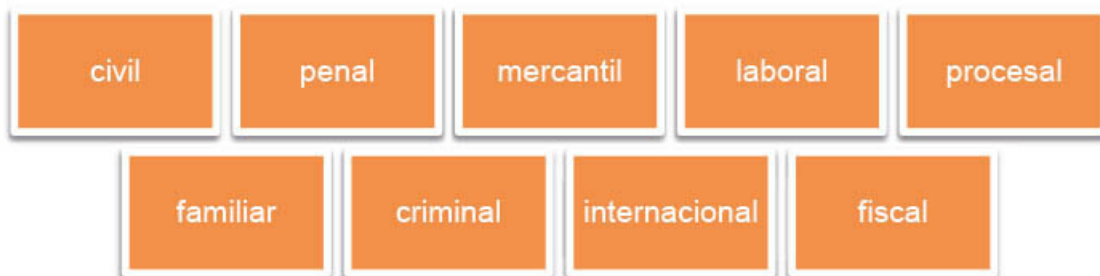 civil
penal
mercantil
laboral
procesal
familiar
criminal
internacional
fiscal